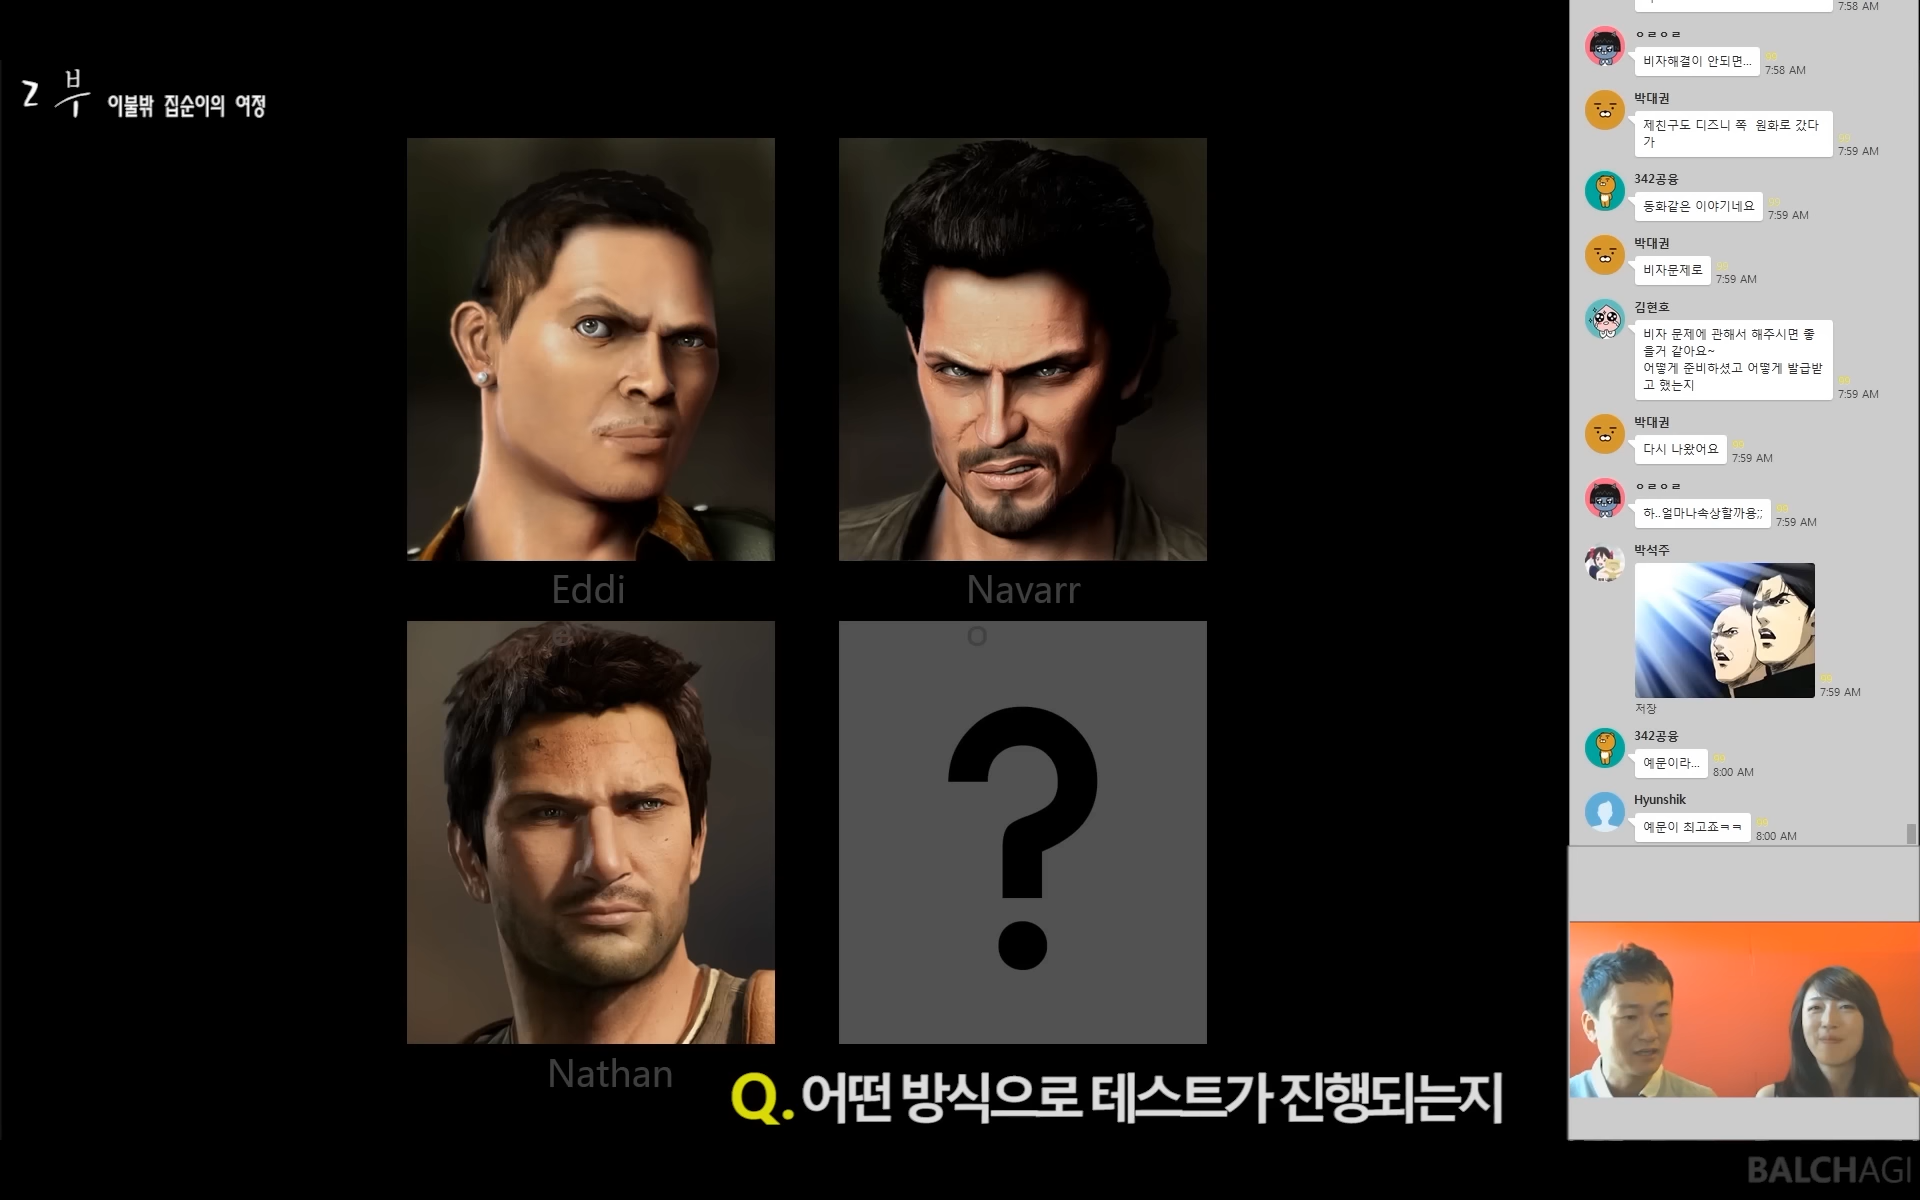 2부 이불밖 집순이의 여정
Eddi
e
Navarr
o
Nathan
Q. 어떤 방식으로 테스트가 진행되는지
7:58 AM
ㅇㄹㅇㄹ
비자해결이 안되면...
7:58 AM
박대권
제친구도 디즈니 쪽 원화로 갔다
가
7:59 AM
342공용
동화같은 이야기네요
7:59 AM
박대권
비자문제로
7:59 AM
김현호
비자 문제에 관해서 해주시면 좋
을거 같아요~
어떻게 준비하셨고 어떻게 발급받
고 했는지
7:59 AM
박대권
다시 나왔어요
7:59 AM
ㅇㄹㅇㄹ
하..얼마나속상할까용;;
7:59 AM
박석주
7:59 AM
저장
342공용
예문이라...
8:00 AM
Hyunshik
예문이 최고죠ㅋㅋ
8:00 AM
BALCHAGI